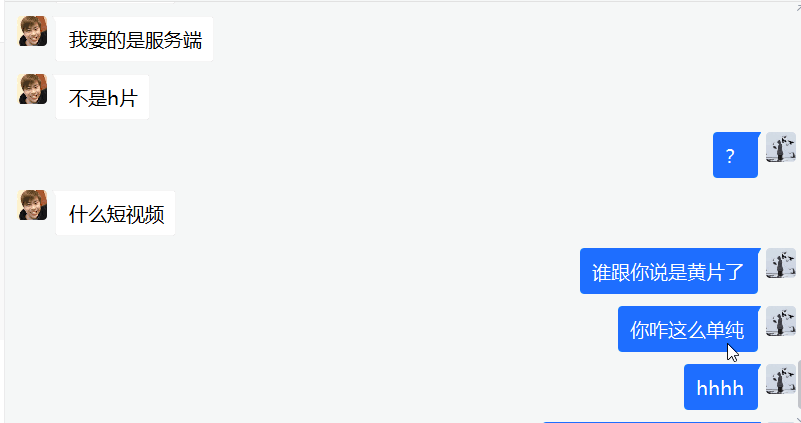 我要的是服务端
不是h片
？
什么短视频
谁跟你说是黄片了
你咋这么单纯
hhhh